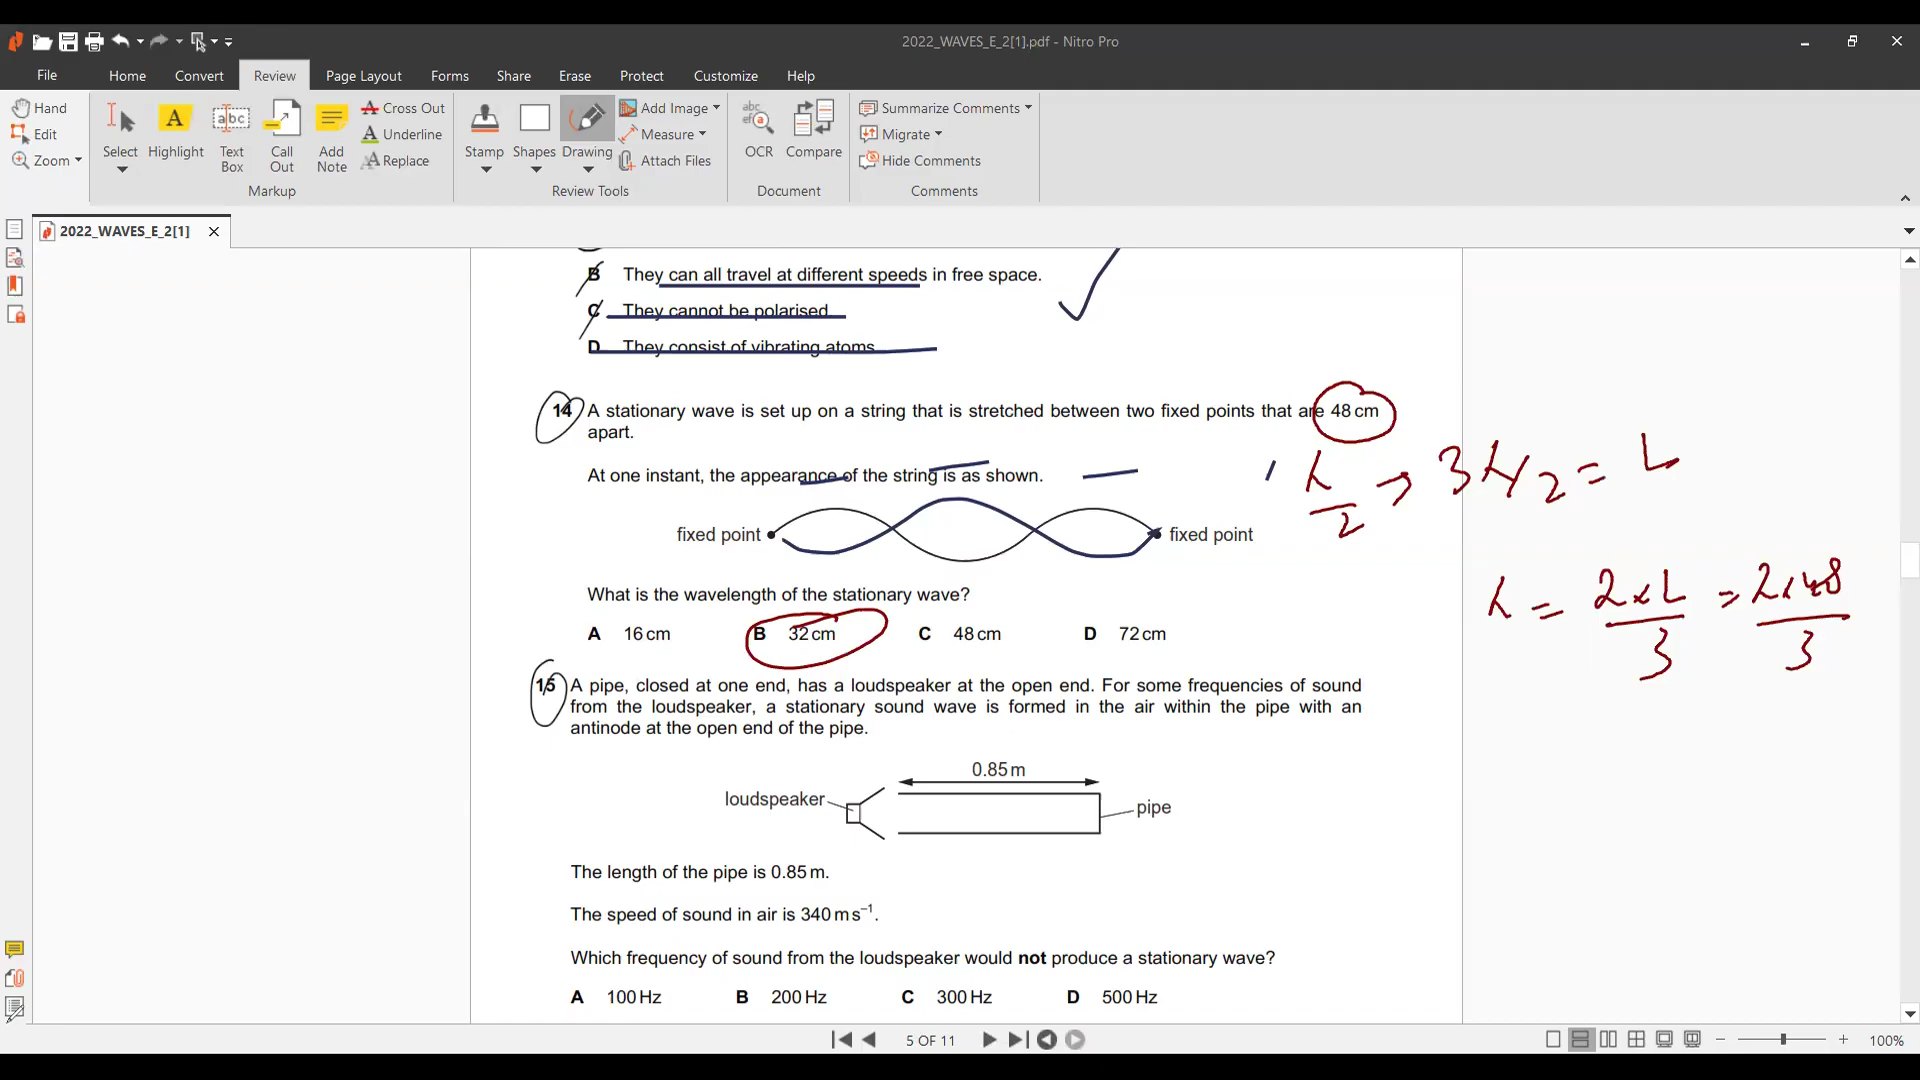 2022_WAVES_E_2[1].pdf - Nitro Pro
File Home Convert Review Page Layout Forms Share Erase Protect Customize Help
Hand
Edit
Zoom
Select
Highlight
Text Box
Call Out
Add Note
Cross Out
Underline
Replace
Markup
Stamp
Shapes
Drawing
Add Image
Measure
Attach Files
Review Tools
OCR
Compare
Document
Summarize Comments
Migrate
Hide Comments
Comments
2022_WAVES_E_2[1]
B They can all travel at different speeds in free space.
C They cannot be polarised
D They consist of vibrating atoms
14 A stationary wave is set up on a string that is stretched between two fixed points that are 48 cm
apart.
At one instant, the appearance of the string is as shown.
λ/2 → 3λ/2 = L
fixed point fixed point
λ = 2×L/3 = 2×48/3
What is the wavelength of the stationary wave?
A 16 cm B 32 cm C 48 cm D 72 cm
15 A pipe, closed at one end, has a loudspeaker at the open end. For some frequencies of sound
from the loudspeaker, a stationary sound wave is formed in the air within the pipe with an
antinode at the open end of the pipe.
0.85 m
loudspeaker
pipe
The length of the pipe is 0.85 m.
The speed of sound in air is 340 m s⁻¹.
Which frequency of sound from the loudspeaker would not produce a stationary wave?
A 100 Hz B 200 Hz C 300 Hz D 500 Hz
5 OF 11
100%